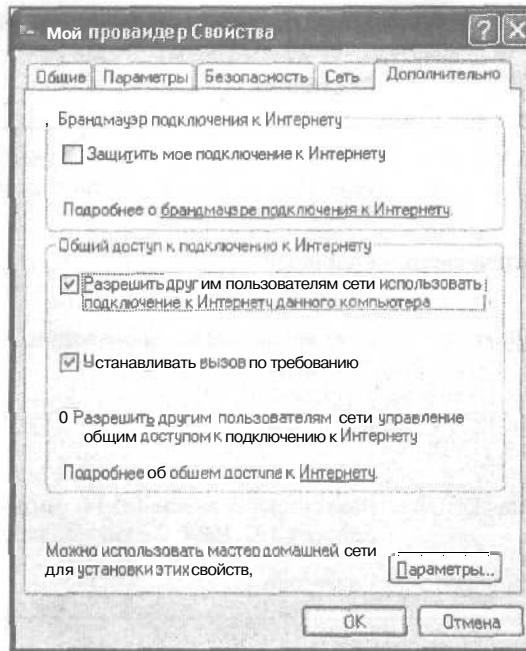 Мой провайдер Свойства
Общие Параметры Безопасность Сеть Дополнительно
Брандмауэр подключения к Интернету
Защитить мое подключение к Интернету
Подробнее о брандмауэре подключения к Интернету.
Общий доступ к подключению к Интернету
Разрешить другим пользователям сети использовать
подключение к Интернету данного компьютера
Устанавливать вызов по требованию
0 Разрешить другим пользователям сети управление
общим доступом к подключению к Интернету
Подробнее об общем доступе к Интернету.
Можно использовать мастер домашней сети
для установки этих свойств,
Параметры...
OK Отмена